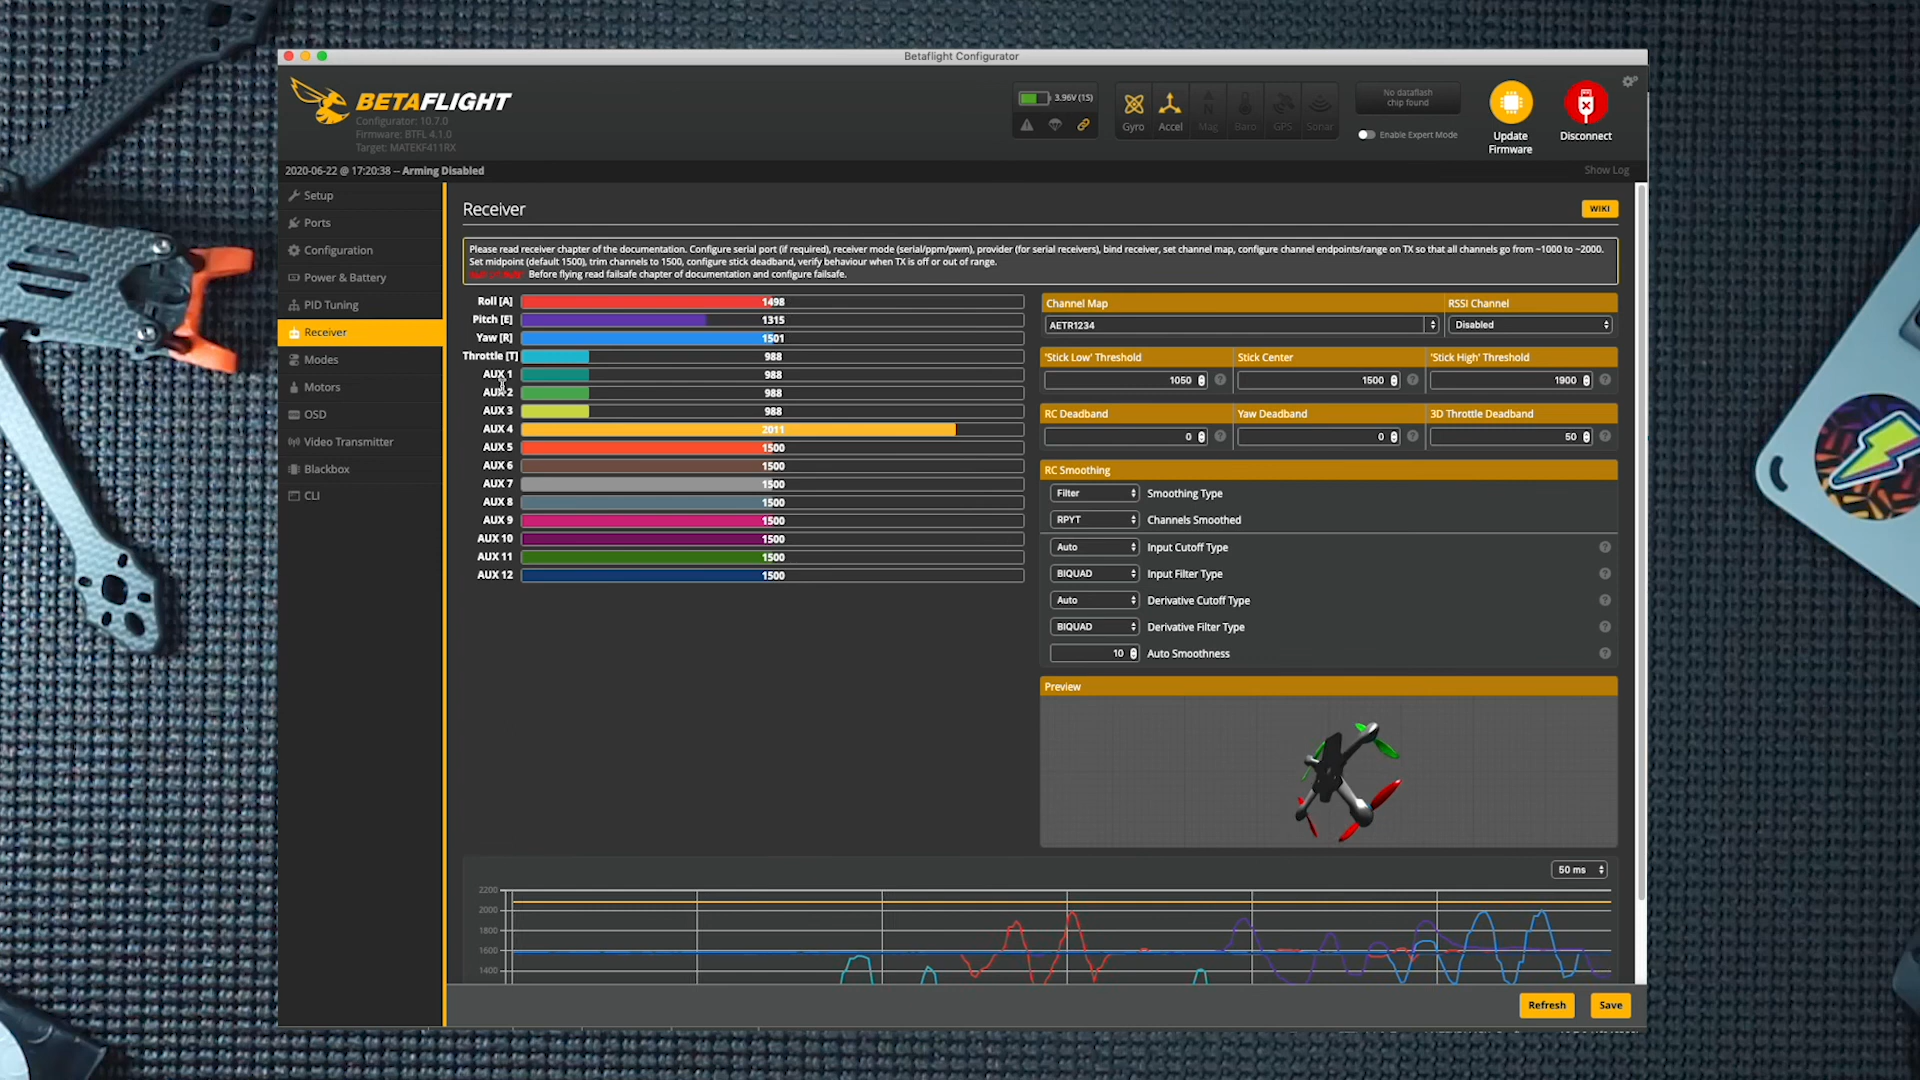 Betaflight Configurator
BETAFLIGHT
Configurator: 10.7.0
Firmware: BTFL 4.1.0
Target: MATEKF411RX
3.96V (1S)
Gyro
Accel
Mag
Baro
GPS
Sonar
No dataflash
chip found
Enable Expert Mode
Update
Firmware
Disconnect
2020-06-22 @ 17:20:38 -- Arming Disabled
Show Log
Setup
Ports
Configuration
Power & Battery
PID Tuning
Receiver
Modes
Motors
OSD
Video Transmitter
Blackbox
CLI
Receiver
WIKI
Please read receiver chapter of the documentation. Configure serial port (if required), receiver mode (serial/ppm/pwm), provider (for serial receivers), bind receiver, set channel map, configure channel endpoints/range on TX so that all channels go from ~1000 to ~2000.
Set midpoint (default 1500), trim channels to 1500, configure stick deadband, verify behaviour when TX is off or out of range.
Before flying read failsafe chapter of documentation and configure failsafe.
Roll [A] 1498
Pitch [E] 1315
Yaw [R] 1501
Throttle [T] 988
AUX 1 988
AUX 2 988
AUX 3 988
AUX 4 2011
AUX 5 1500
AUX 6 1500
AUX 7 1500
AUX 8 1500
AUX 9 1500
AUX 10 1500
AUX 11 1500
AUX 12 1500
Channel Map RSSI Channel
AETR1234 Disabled
'Stick Low' Threshold Stick Center 'Stick High' Threshold
1050 1500 1900
RC Deadband Yaw Deadband 3D Throttle Deadband
0 0 50
RC Smoothing
Filter Smoothing Type
RPYT Channels Smoothed
Auto Input Cutoff Type
BIQUAD Input Filter Type
Auto Derivative Cutoff Type
BIQUAD Derivative Filter Type
10 Auto Smoothness
Preview
50 ms
2200
2000
1800
1600
1400
Refresh
Save